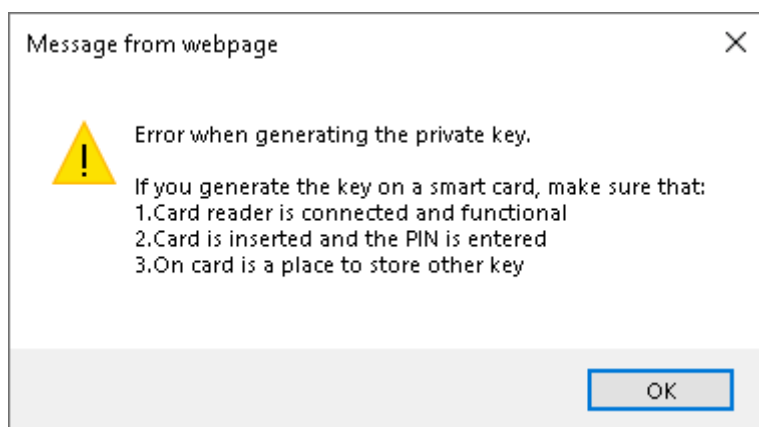 Message from webpage
Error when generating the private key.
If you generate the key on a smart card, make sure that:
1.Card reader is connected and functional
2.Card is inserted and the PIN is entered
3.On card is a place to store other key
OK